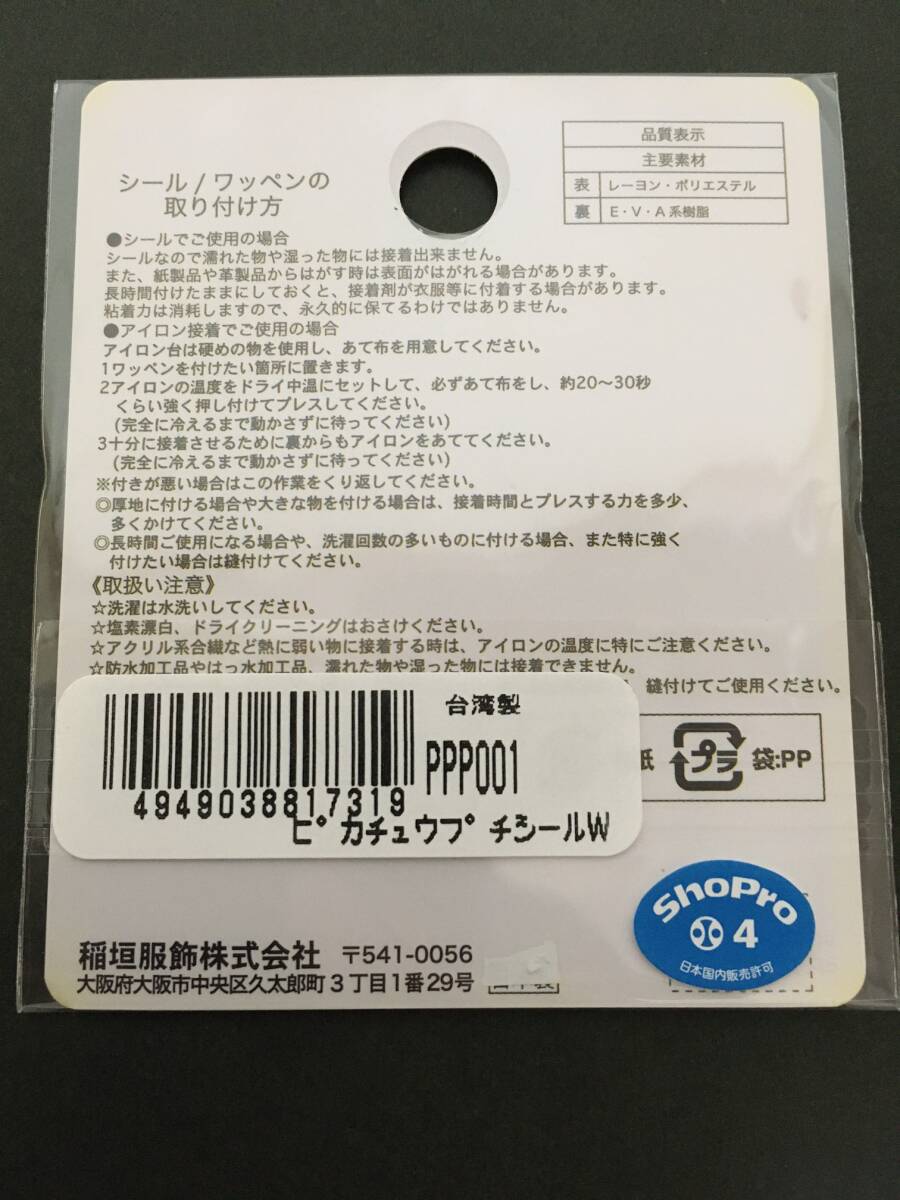 シール / ワッペンの
取り付け方
品質表示
主要素材
表 レーヨン・ポリエステル
裏 E・V・A系樹脂
●シールでご使用の場合
シールなので濡れた物や湿った物には接着出来ません。
また、紙製品や革製品からはがす時は表面がはがれる場合があります。
長時間付けたままにしておくと、接着剤が衣服等に付着する場合があります。
粘着力は消耗しますので、永久的に保てるわけではありません。
●アイロン接着でご使用の場合
アイロン台は硬めの物を使用し、あて布を用意してください。
1ワッペンを付けたい箇所に置きます。
2アイロンの温度をドライ中温にセットして、必ずあて布をし、約20〜30秒
くらい強く押し付けてプレスしてください。
(完全に冷えるまで動かさずに待ってください)
3十分に接着させるために裏からもアイロンをあててください。
(完全に冷えるまで動かさずに待ってください)
※付きが悪い場合はこの作業をくり返してください。
◎厚地に付ける場合や大きな物を付ける場合は、接着時間とプレスする力を多少、
多くかけてください。
◎長時間ご使用になる場合や、洗濯回数の多いものに付ける場合、また特に強く
付けたい場合は縫付けてください。
《取扱い注意》
☆洗濯は水洗いしてください。
☆塩素漂白、ドライクリーニングはおさけください。
☆アクリル系合繊など熱に弱い物に接着する時は、アイロンの温度に特にご注意ください。
☆防水加工品やはっ水加工品、濡れた物や湿った物には接着できません。
縫付けてご使用ください。
台湾製
PPP001
4949038817319
ピカチュウプチシールW
紙 プラ 袋:PP
ShoPro
4
日本国内販売許可
稲垣服飾株式会社 〒541-0056
大阪府大阪市中央区久太郎町3丁目1番29号